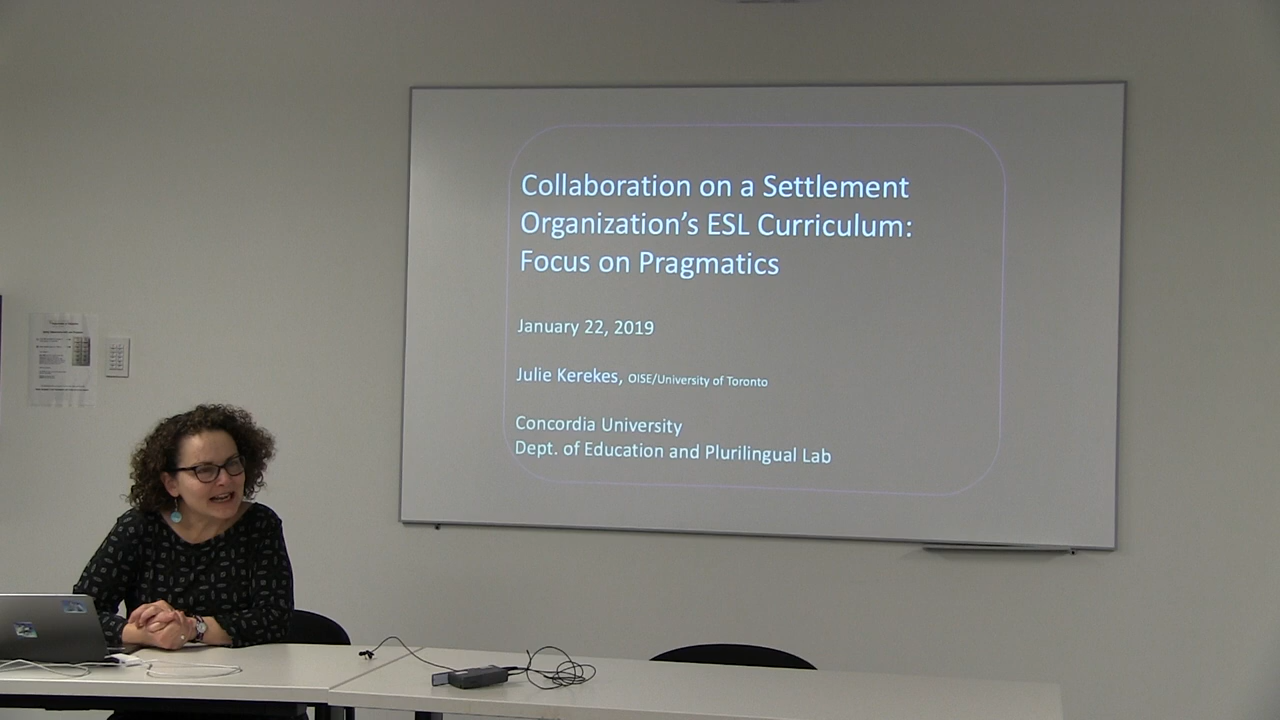 Collaboration on a Settlement
Organization's ESL Curriculum:
Focus on Pragmatics
January 22, 2019
Julie Kerekes, OISE/University of Toronto
Concordia University
Dept. of Education and Plurilingual Lab